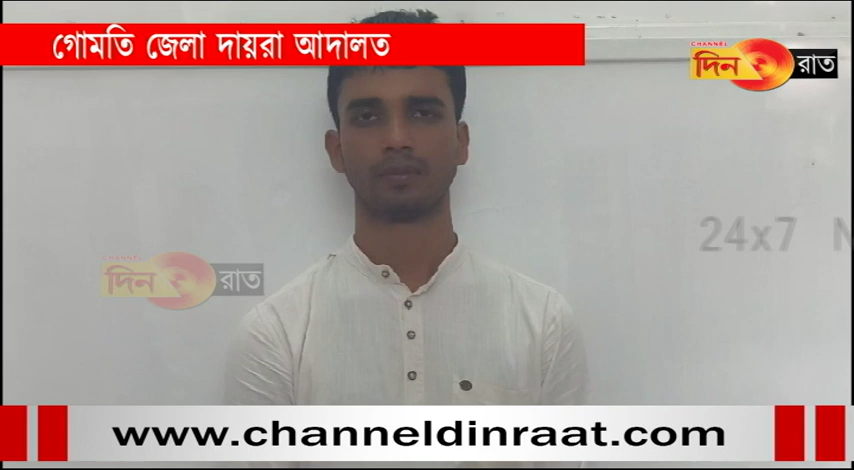 গোমতি জেলা দায়রা আদালত
CHANNEL
দিন রাত
24x7 N
CHANNEL
দিন রাত
www.channeldinraat.com